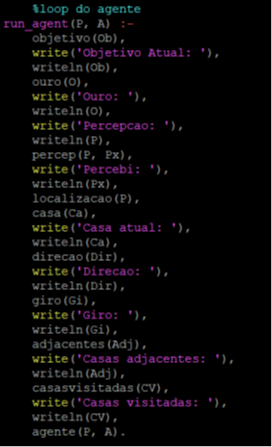 %loop do agente
run_agent(P, A) :-
objetivo(Ob),
write('Objetivo Atual: '),
writeln(Ob),
ouro(O),
write('Ouro: '),
writeln(O),
write('Percepcao: '),
writeln(P),
percep(P, Px),
write('Percebi: '),
writeln(Px),
localizacao(P),
casa(Ca),
write('Casa atual: '),
writeln(Ca),
direcao(Dir),
write('Direcao: '),
writeln(Dir),
giro(Gi),
write('Giro: '),
writeln(Gi),
adjacentes(Adj),
write('Casas adjacentes: '),
writeln(Adj),
casasvisitadas(CV),
write('Casas visitadas: '),
writeln(CV),
agente(P, A).